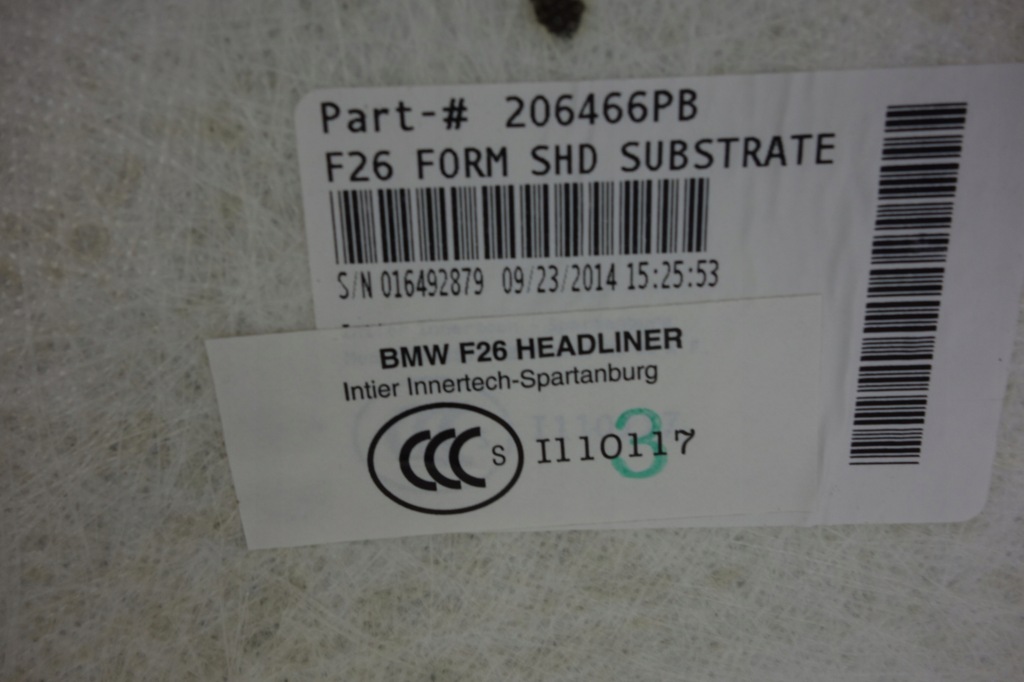 Part-# 206466PB
F26 FORM SHD SUBSTRATE
S/N 016492879 09/23/2014 15:25:53
BMW F26 HEADLINER
Intier Innertech-Spartanburg
CCC S I110117
3